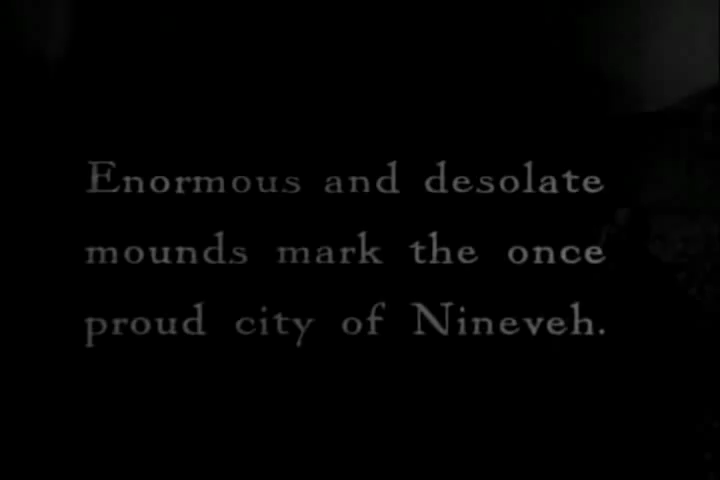 Enormous and desolate
mounds mark the once
proud city of Nineveh.